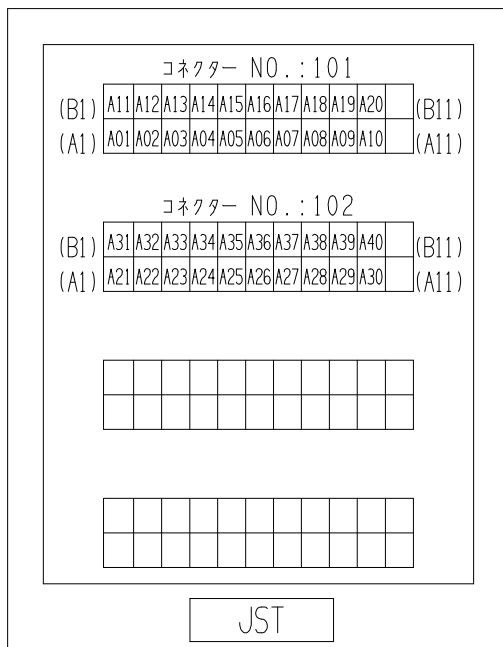 コネクター NO.:101
(B1) A11 A12 A13 A14 A15 A16 A17 A18 A19 A20 (B11)
(A1) A01 A02 A03 A04 A05 A06 A07 A08 A09 A10 (A11)
コネクター NO.:102
(B1) A31 A32 A33 A34 A35 A36 A37 A38 A39 A40 (B11)
(A1) A21 A22 A23 A24 A25 A26 A27 A28 A29 A30 (A11)
JST